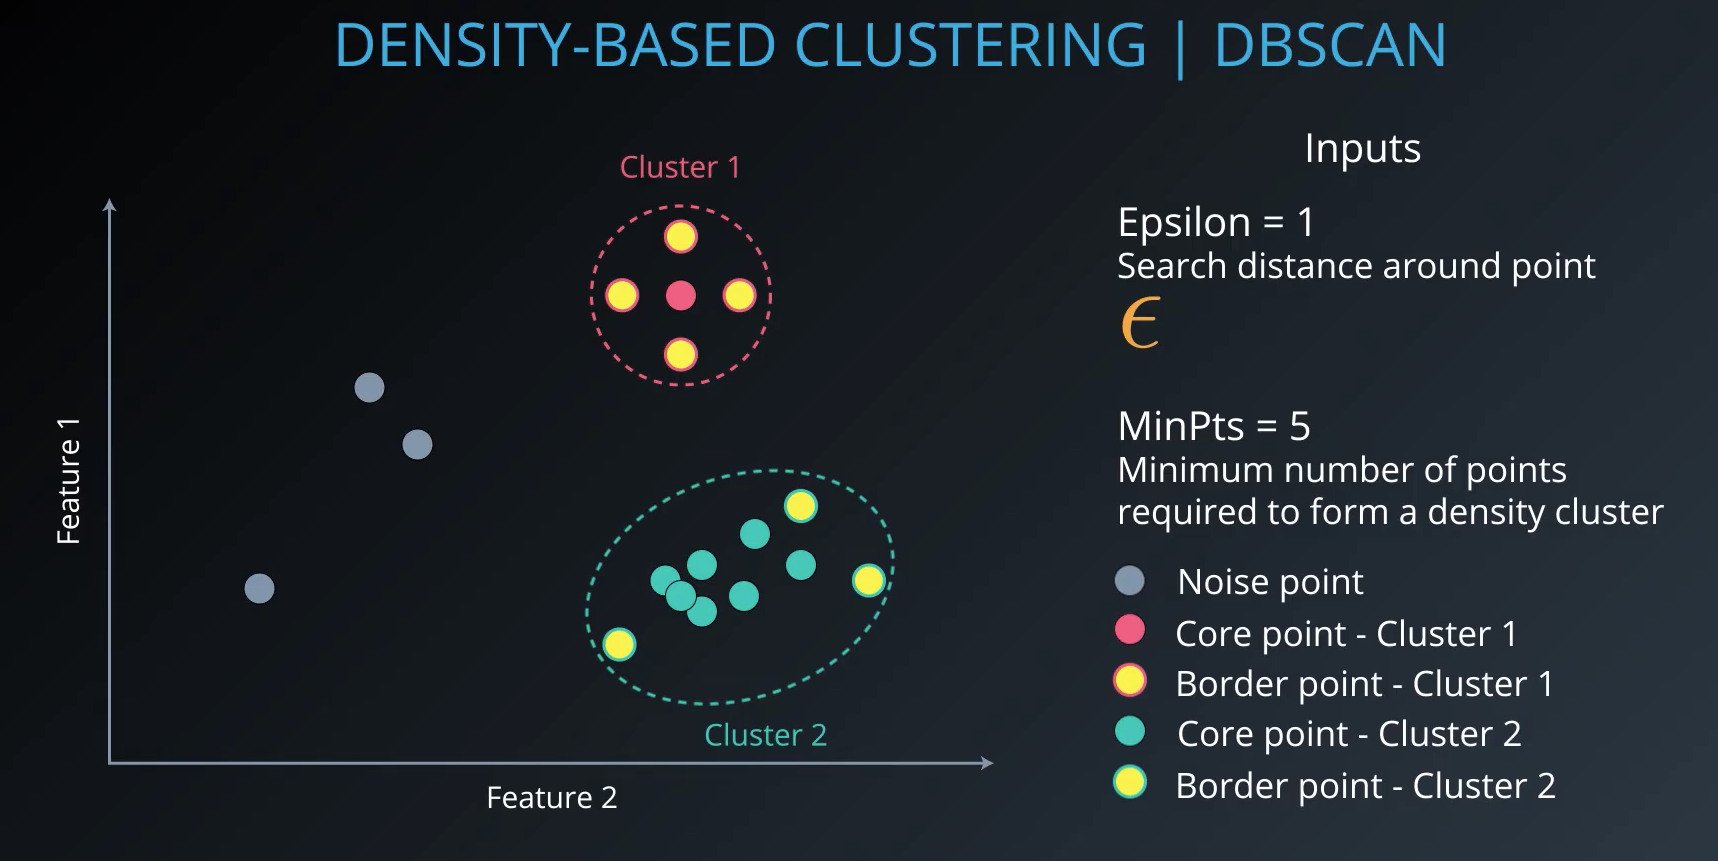 DENSITY-BASED CLUSTERING | DBSCAN
Inputs
Cluster 1
Epsilon = 1
Search distance around point
ϵ
Feature 1
MinPts = 5
Minimum number of points
required to form a density cluster
Noise point
Core point - Cluster 1
Border point - Cluster 1
Core point - Cluster 2
Border point - Cluster 2
Cluster 2
Feature 2